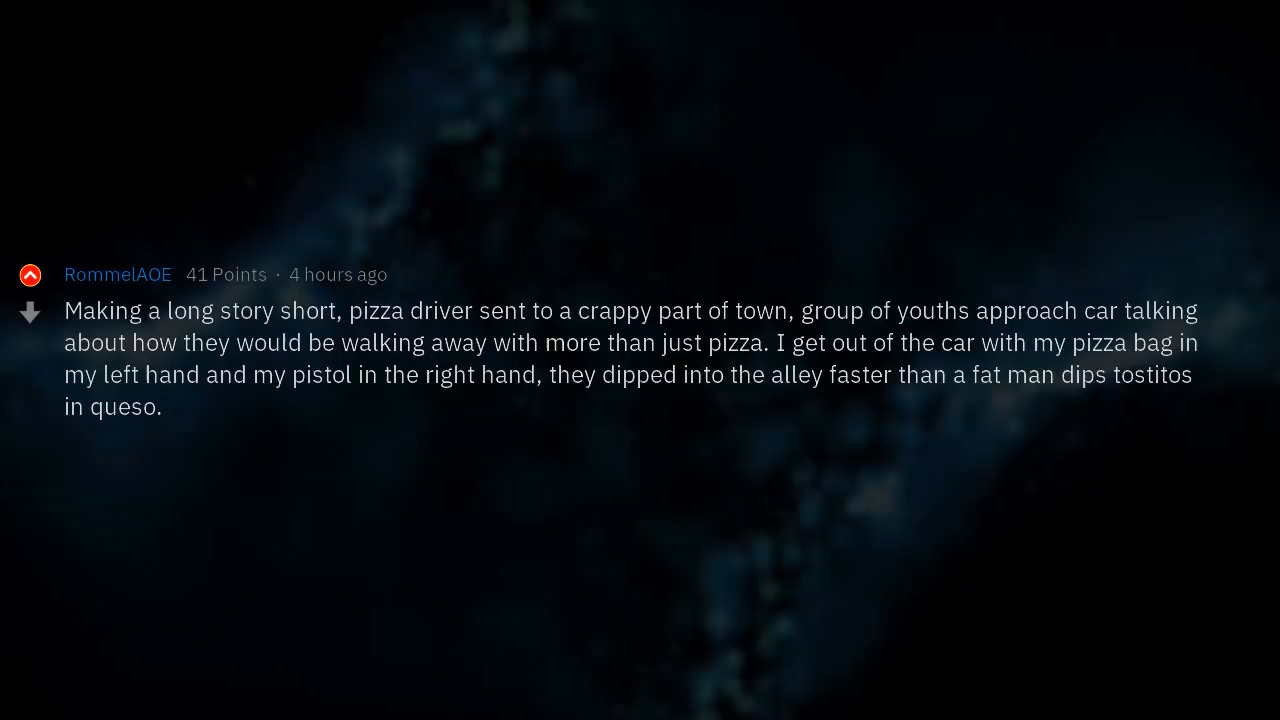 RommelAOE 41 Points · 4 hours ago
Making a long story short, pizza driver sent to a crappy part of town, group of youths approach car talking
about how they would be walking away with more than just pizza. I get out of the car with my pizza bag in
my left hand and my pistol in the right hand, they dipped into the alley faster than a fat man dips tostitos
in queso.